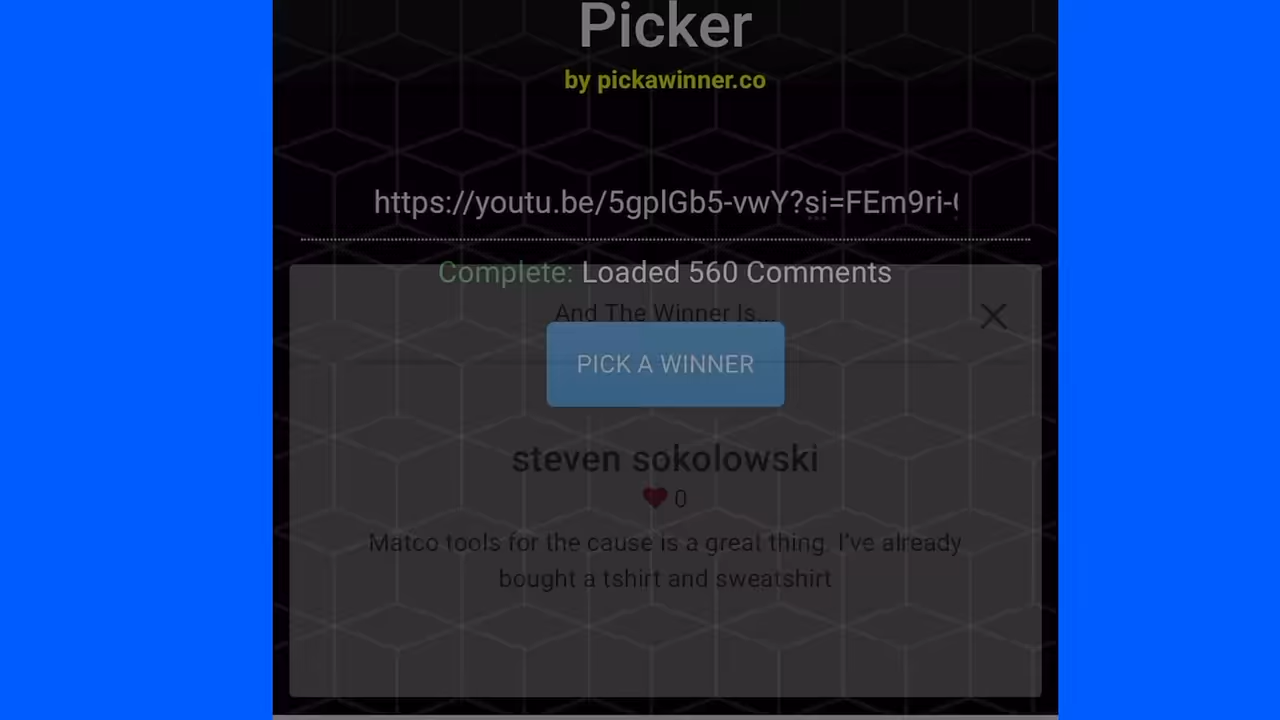 Picker
by pickawinner.co
https://youtu.be/5gplGb5-vwY?si=FEm9ri-
Complete: Loaded 560 Comments
And The Winner Is...
PICK A WINNER
steven sokolowski
0
Matco tools for the cause is a great thing. I've already
bought a tshirt and sweatshirt